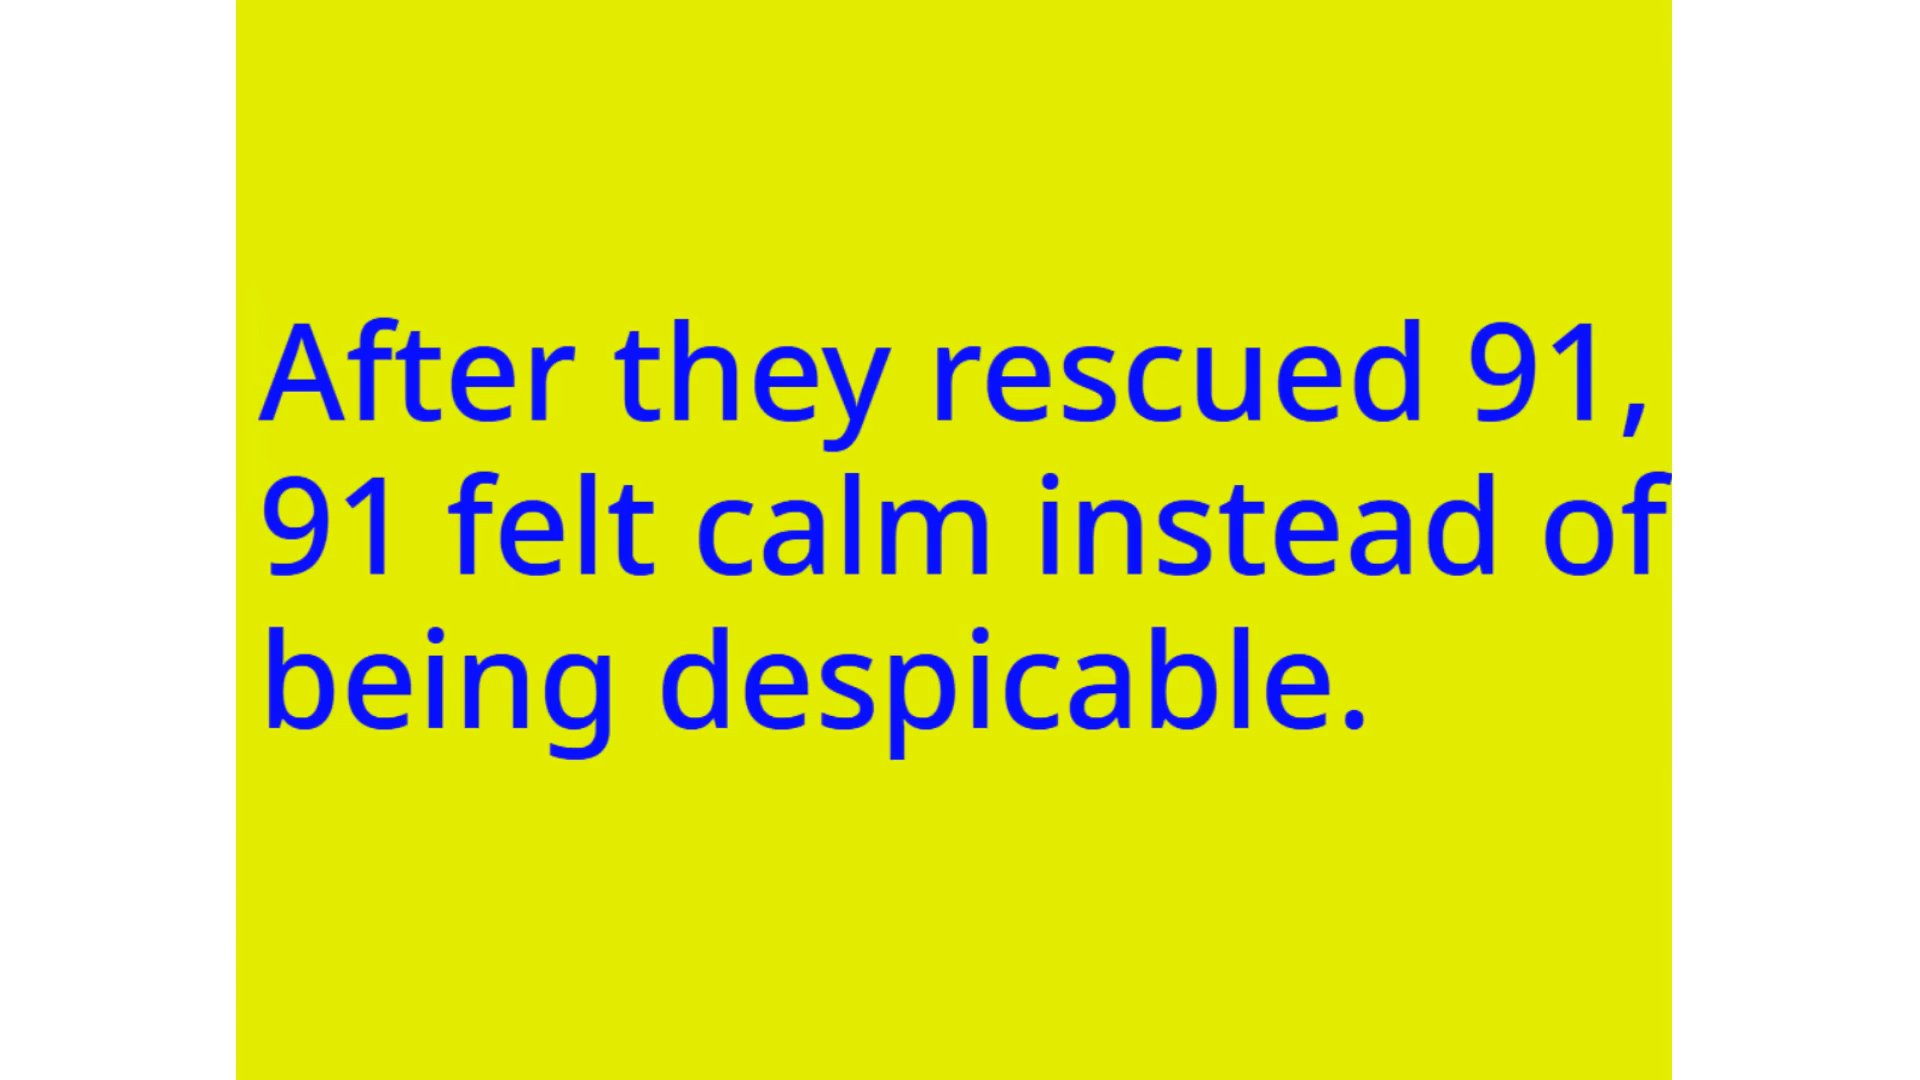 After they rescued 91,
91 felt calm instead of
being despicable.